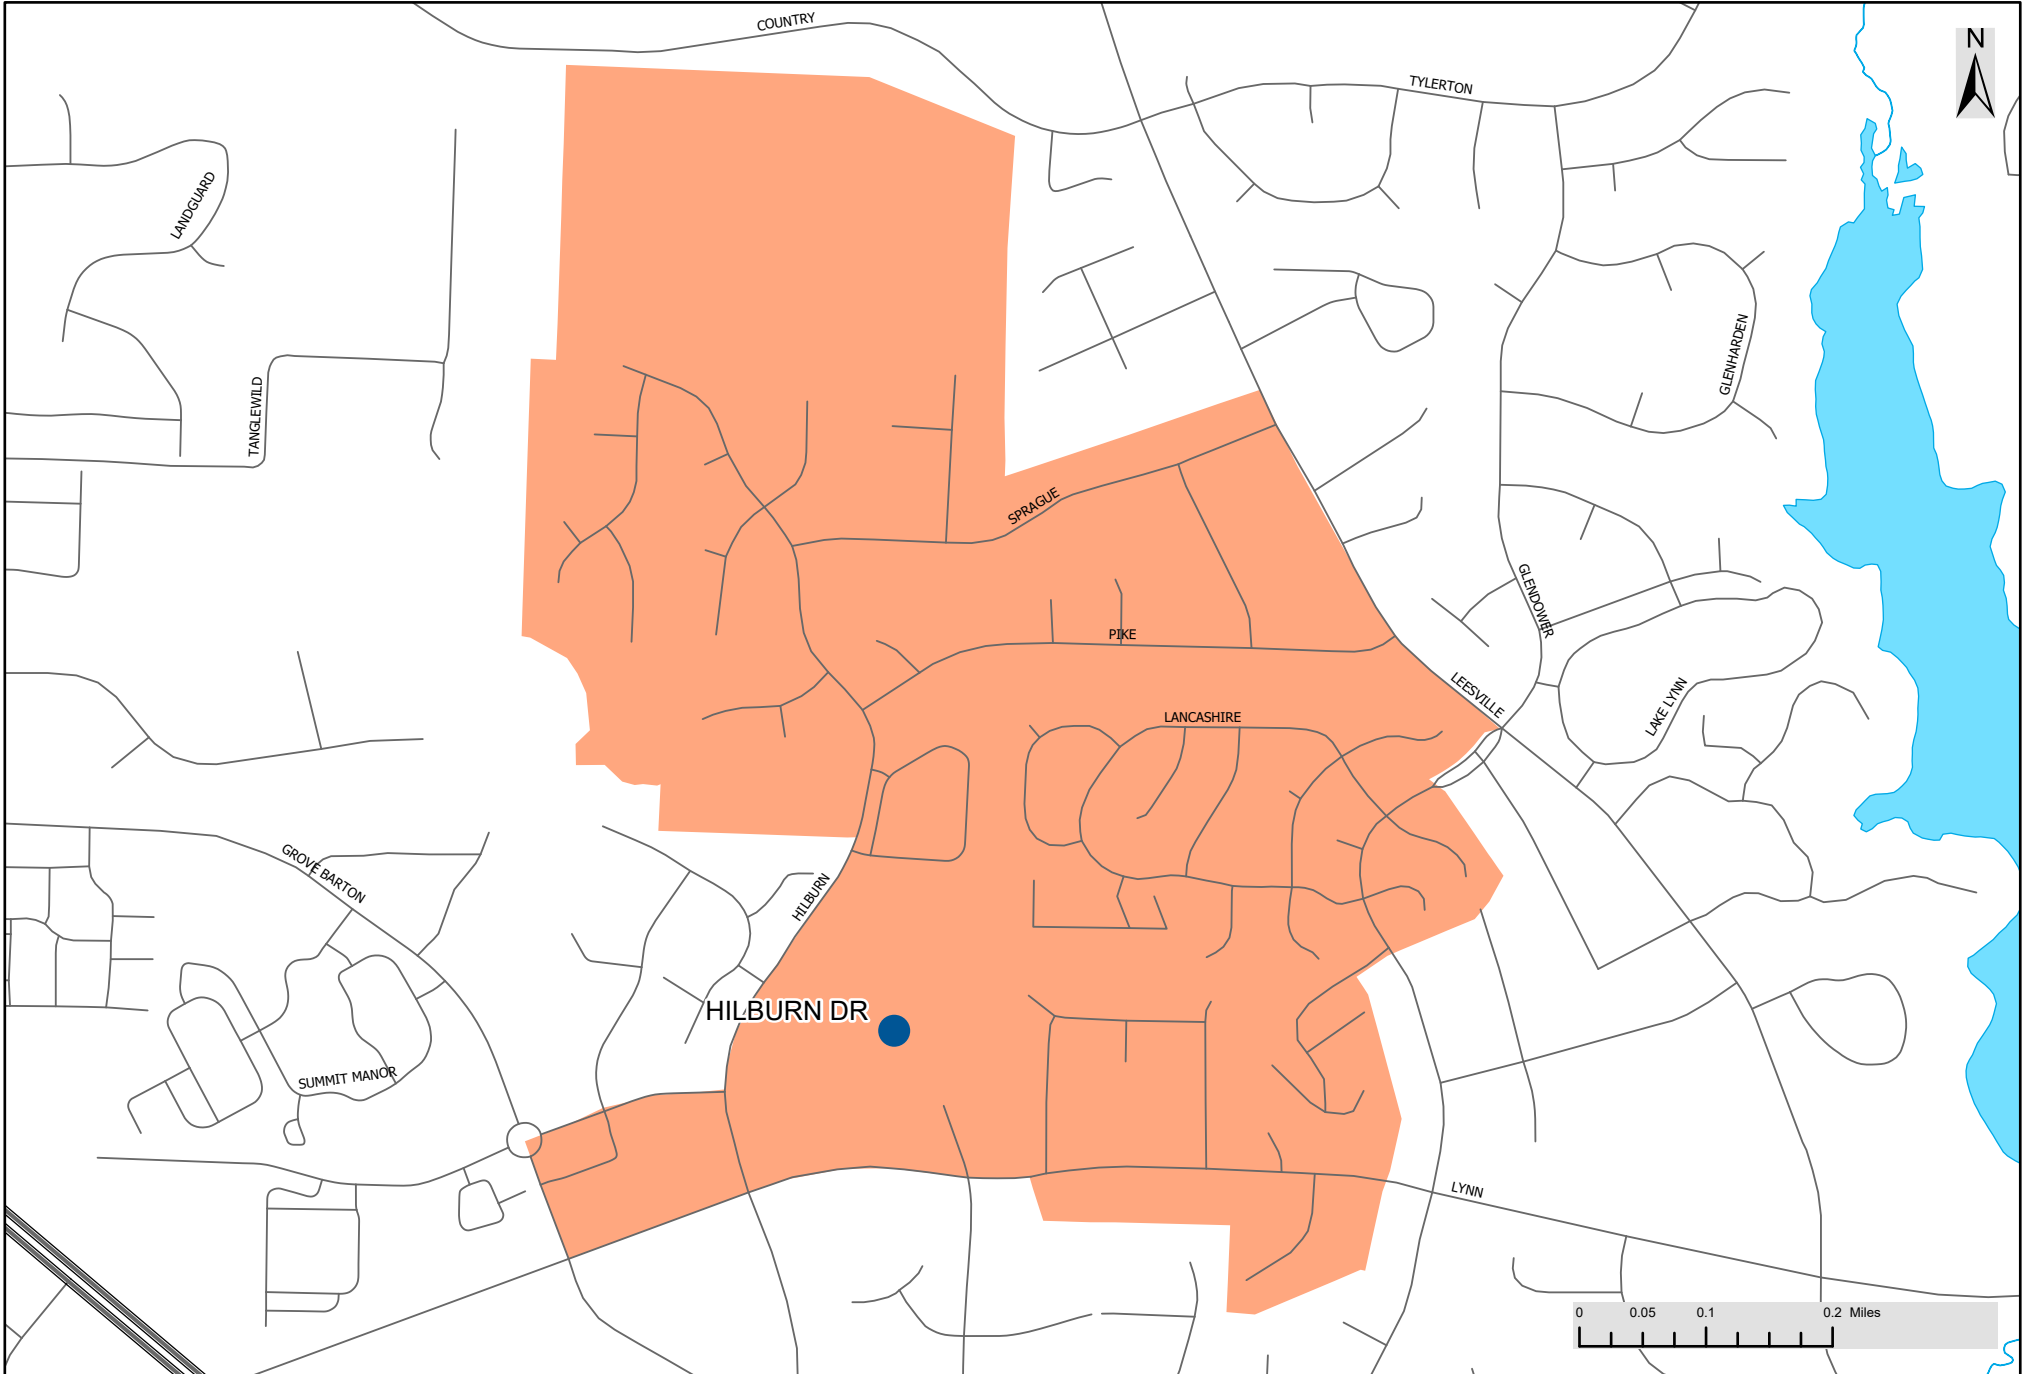 COUNTRY
N
TYLERTON
LANDGUARD
GLENHARDEN
TANGLEWILD
SPRAGUE
GLENDOWER
PIKE
LEESVILLE
LAKE LYNN
LANCASHIRE
GROVE BARTON
HILBURN
HILBURN DR
SUMMIT MANOR
LYNN
0 0.05 0.1 0.2 Miles